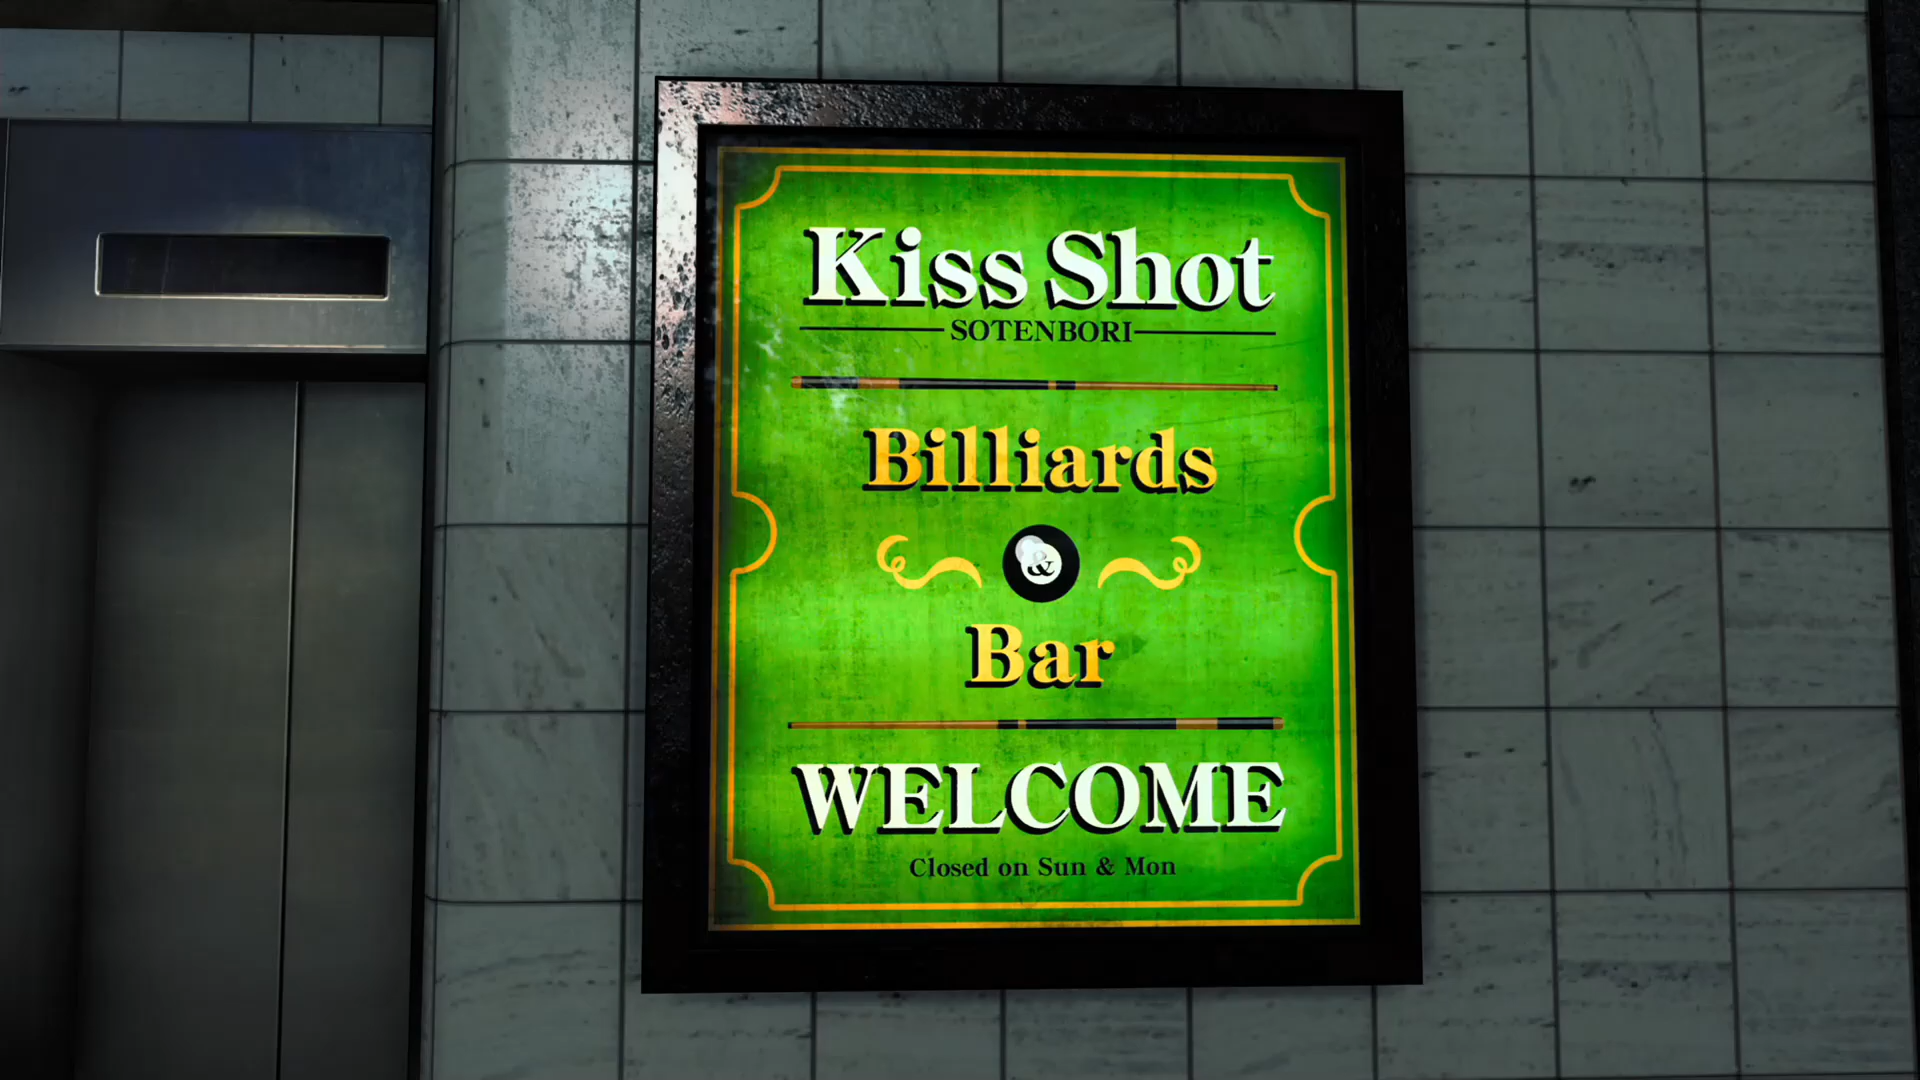 Kiss Shot
SOTENBORI
Billiards
&
Bar
WELCOME
Closed on Sun & Mon